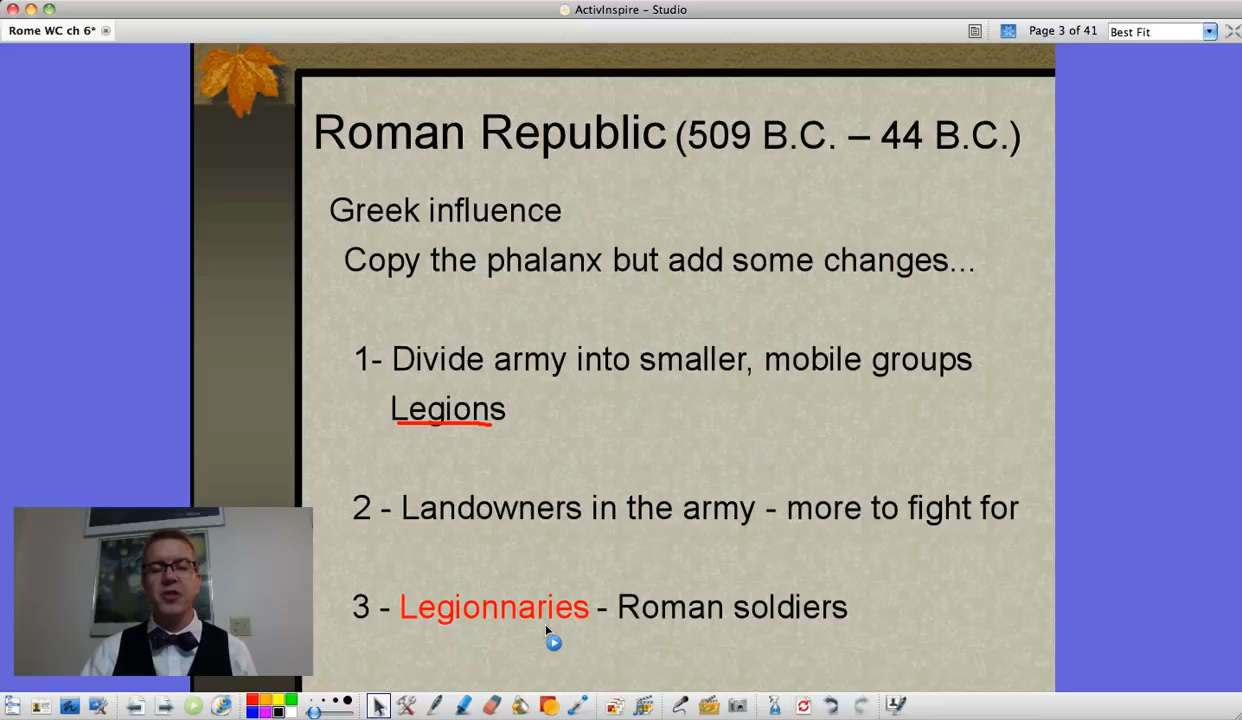 ActivInspire - Studio
Rome WC ch 6*
Page 3 of 41
Best Fit
Roman Republic (509 B.C. – 44 B.C.)
Greek influence
Copy the phalanx but add some changes...
1- Divide army into smaller, mobile groups
Legions
2 - Landowners in the army - more to fight for
3 - Legionnaries - Roman soldiers